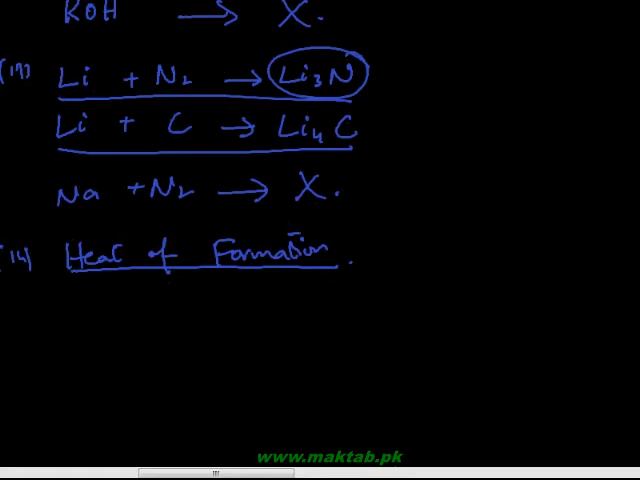 KOH → X.
(13) Li + N₂ → Li₃N
Li + C → Li₄C
Na + N₂ → X.
(14) Heat of Formation.
www.maktab.pk